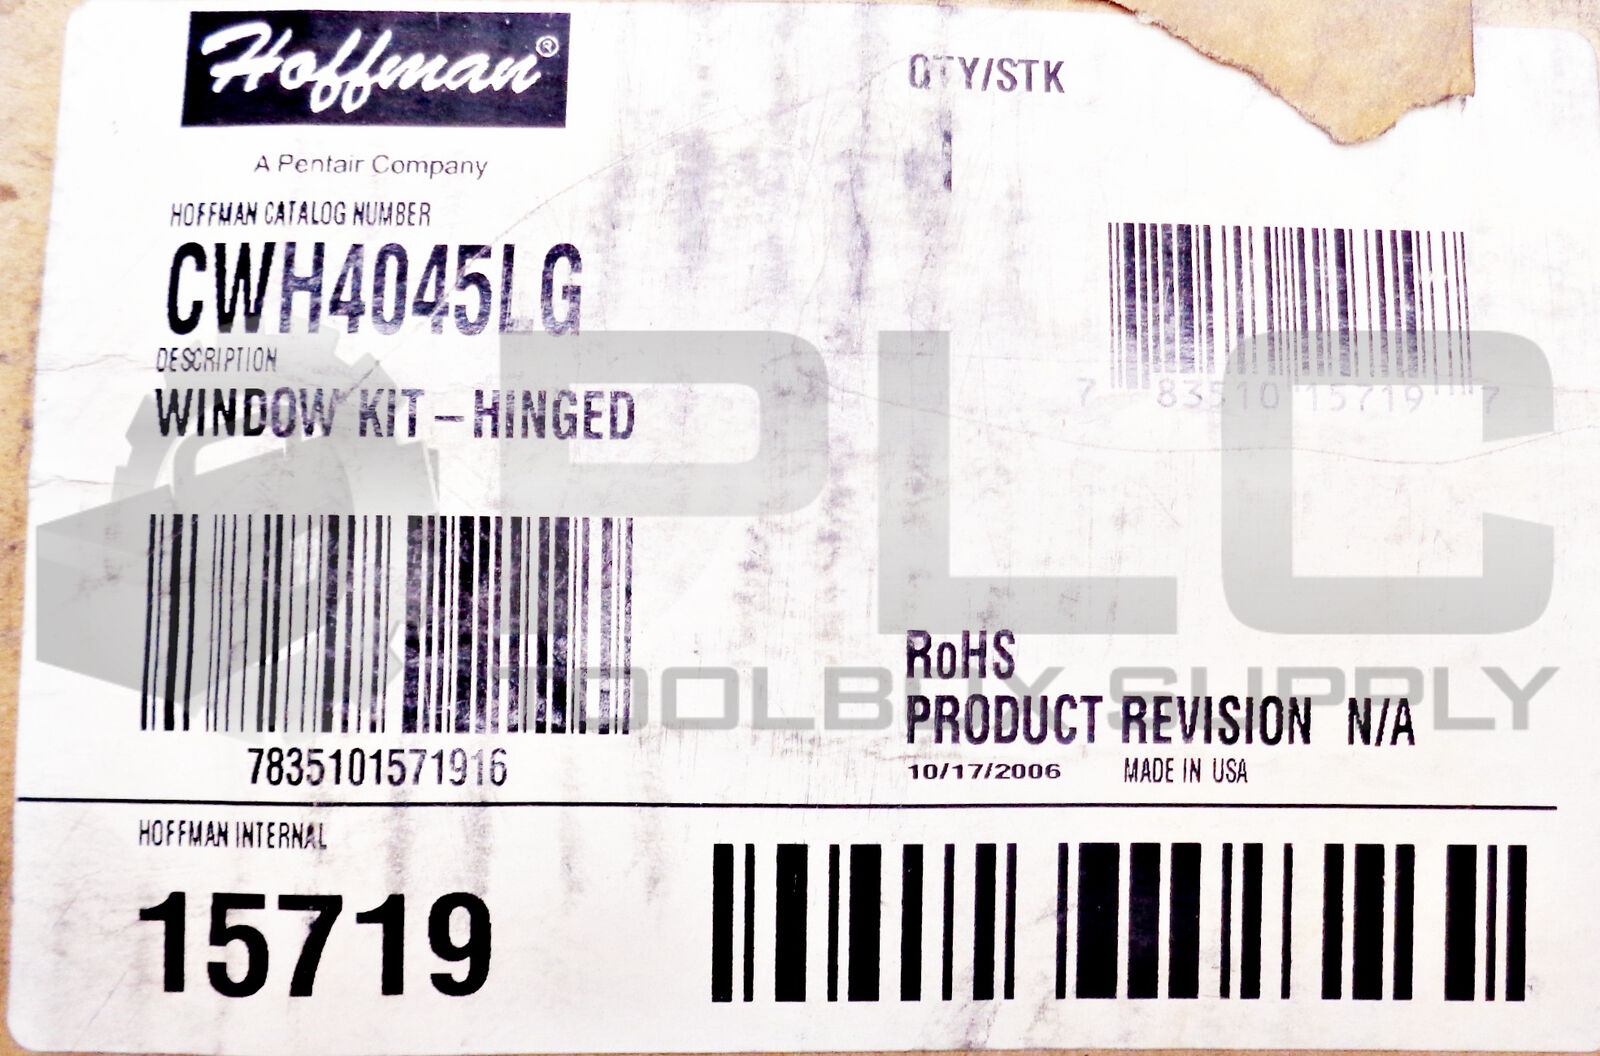 Hoffman®
A Pentair Company
QTY/STK
1
HOFFMAN CATALOG NUMBER
CWH4045LG
DESCRIPTION
WINDOW KIT-HINGED
7 83510 15719 7
7835101571916
RoHS
PRODUCT REVISION N/A
10/17/2006 MADE IN USA
HOFFMAN INTERNAL
15719
PLC
TOOLBUY SUPPLY